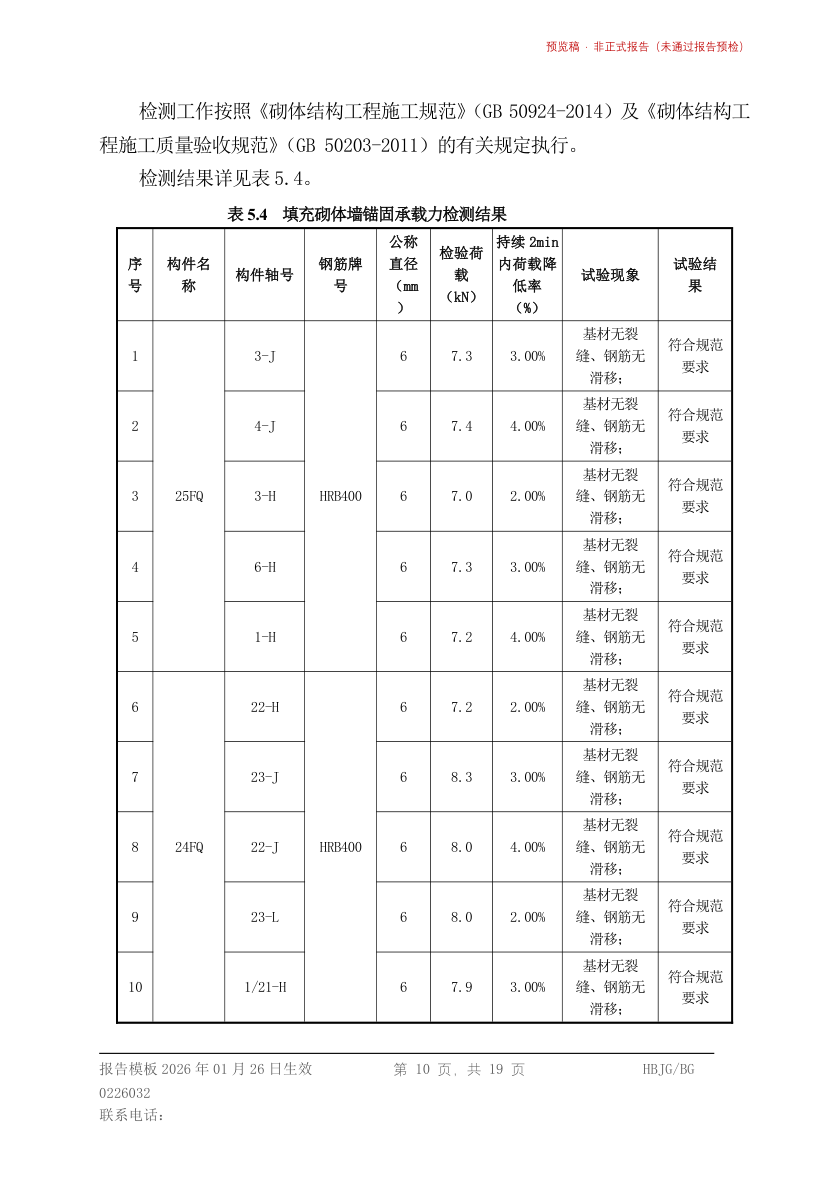 预览稿 · 非正式报告（未通过报告预检）
检测工作按照《砌体结构工程施工规范》（GB 50924-2014）及《砌体结构工
程施工质量验收规范》（GB 50203-2011）的有关规定执行。
检测结果详见表 5.4。
表 5.4 填充砌体墙锚固承载力检测结果
序号 构件名称 构件轴号 钢筋牌号 公称直径（mm） 检验荷载（kN） 持续 2min内荷载降低率（%） 试验现象 试验结果
1 25FQ 3-J HRB400 6 7.3 3.00% 基材无裂缝、钢筋无滑移； 符合规范要求
2 4-J 6 7.4 4.00% 基材无裂缝、钢筋无滑移； 符合规范要求
3 3-H 6 7.0 2.00% 基材无裂缝、钢筋无滑移； 符合规范要求
4 6-H 6 7.3 3.00% 基材无裂缝、钢筋无滑移； 符合规范要求
5 1-H 6 7.2 4.00% 基材无裂缝、钢筋无滑移； 符合规范要求
6 24FQ 22-H HRB400 6 7.2 2.00% 基材无裂缝、钢筋无滑移； 符合规范要求
7 23-J 6 8.3 3.00% 基材无裂缝、钢筋无滑移； 符合规范要求
8 22-J 6 8.0 4.00% 基材无裂缝、钢筋无滑移； 符合规范要求
9 23-L 6 8.0 2.00% 基材无裂缝、钢筋无滑移； 符合规范要求
10 1/21-H 6 7.9 3.00% 基材无裂缝、钢筋无滑移； 符合规范要求
报告模板 2026 年 01 月 26 日生效 第 10 页，共 19 页 HBJG/BG
0226032
联系电话：